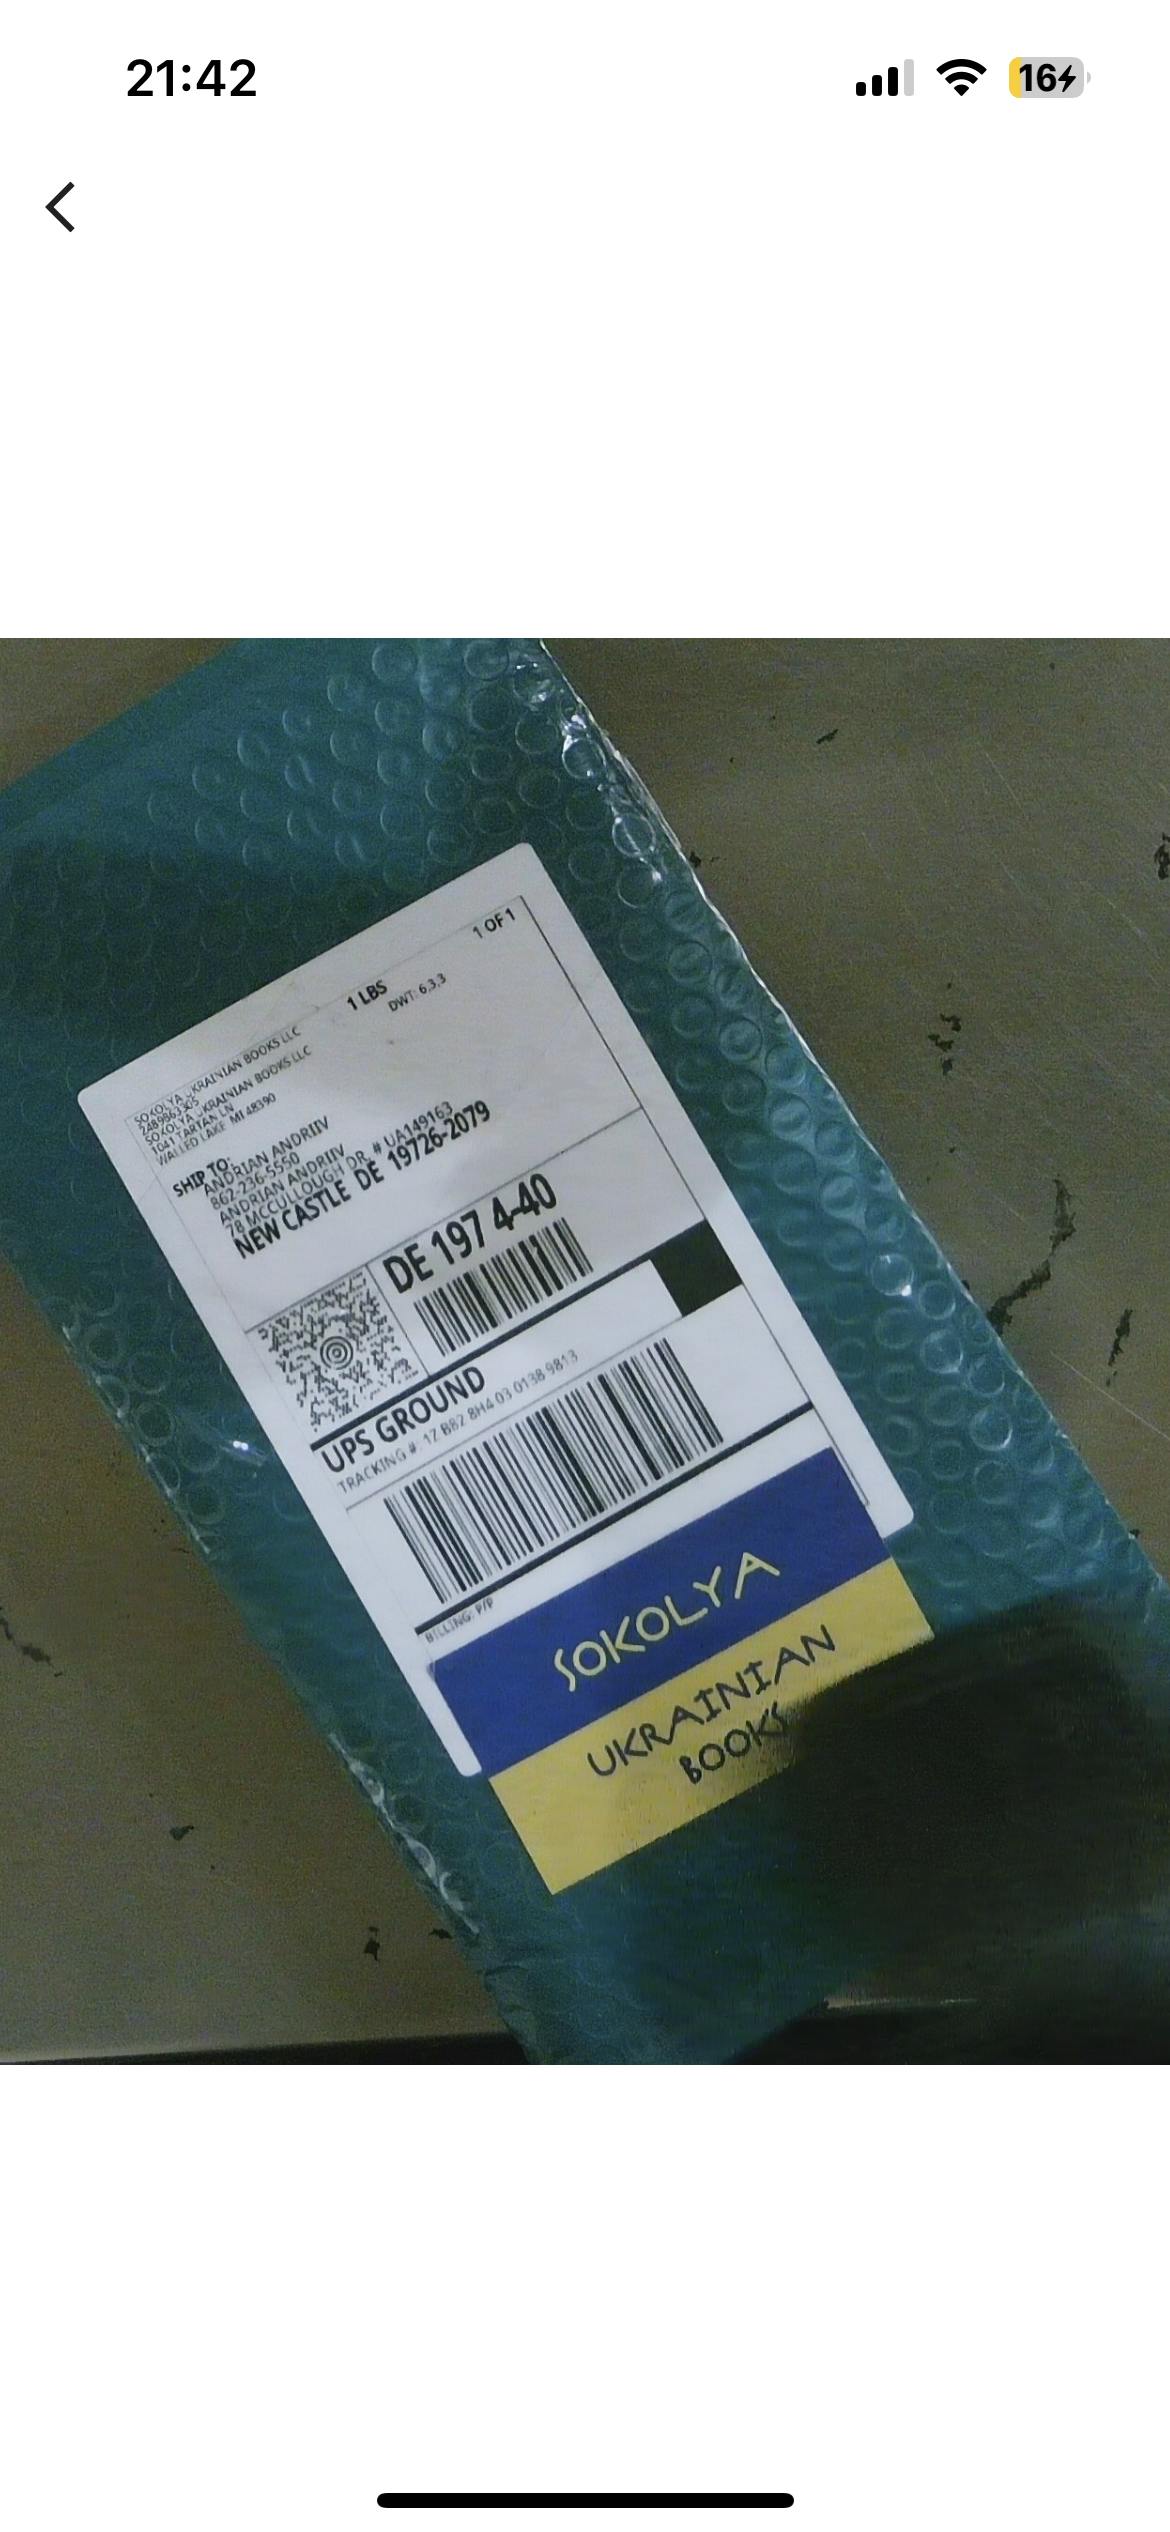 21:42
16
1 OF 1
1 LBS
DWT: 6,3,3
SOKOLYA UKRAINIAN BOOKS LLC
2489863305
SOKOLYA UKRAINIAN BOOKS LLC
1041 TARTAN LN
WALLED LAKE MI 48390
SHIP TO:
ANDRIAN ANDRIIV
862-236-5550
ANDRIAN ANDRIIV
78 MCCULLOUGH DR. # UA149163
NEW CASTLE DE 19726-2079
DE 197 4-40
UPS GROUND
TRACKING #: 1Z B82 8H4 03 0138 9813
BILLING: P/P
SOKOLYA
UKRAINIAN
BOOKS